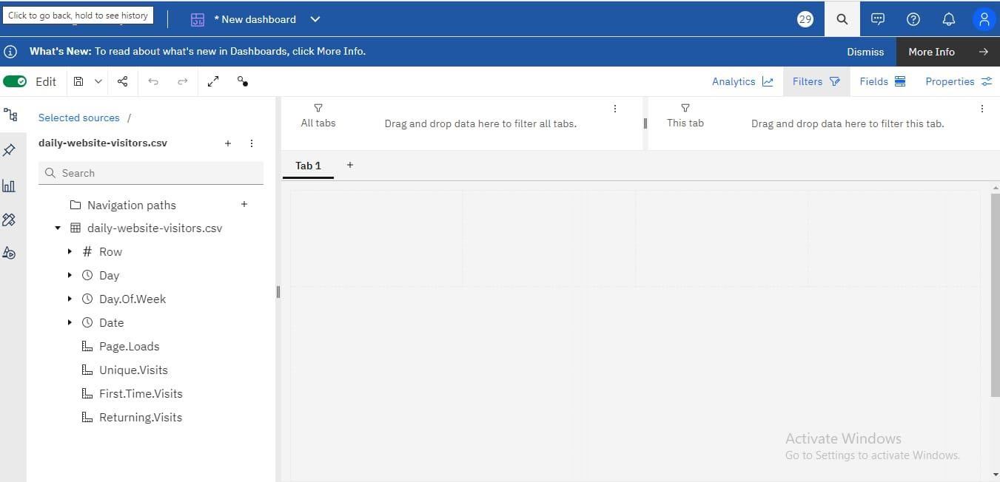 Click to go back, hold to see history
* New dashboard
29
What's New: To read about what's new in Dashboards, click More Info.
Dismiss
More Info
Edit
Analytics
Filters
Fields
Properties
Selected sources /
daily-website-visitors.csv
Search
Navigation paths
daily-website-visitors.csv
# Row
Day
Day.Of.Week
Date
Page.Loads
Unique.Visits
First.Time.Visits
Returning.Visits
All tabs
Drag and drop data here to filter all tabs.
This tab
Drag and drop data here to filter this tab.
Tab 1
Activate Windows
Go to Settings to activate Windows.